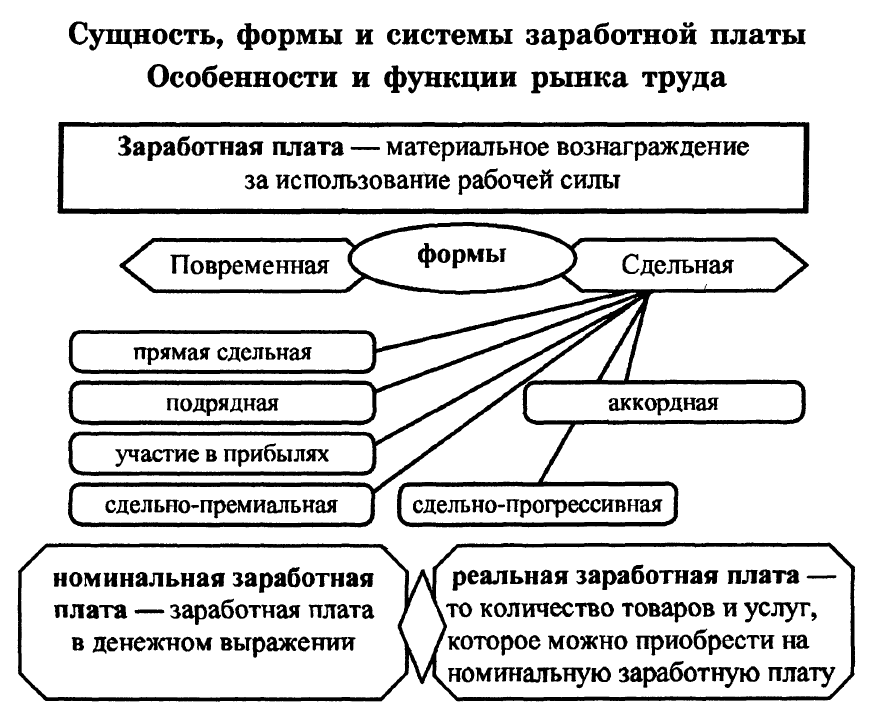 Сущность, формы и системы заработной платы
Особенности и функции рынка труда
Заработная плата — материальное вознаграждение
за использование рабочей силы
формы
Повременная
Сдельная
прямая сдельная
подрядная
аккордная
участие в прибылях
сдельно-премиальная
сдельно-прогрессивная
номинальная заработная
плата — заработная плата
в денежном выражении
реальная заработная плата —
то количество товаров и услуг,
которое можно приобрести на
номинальную заработную плату